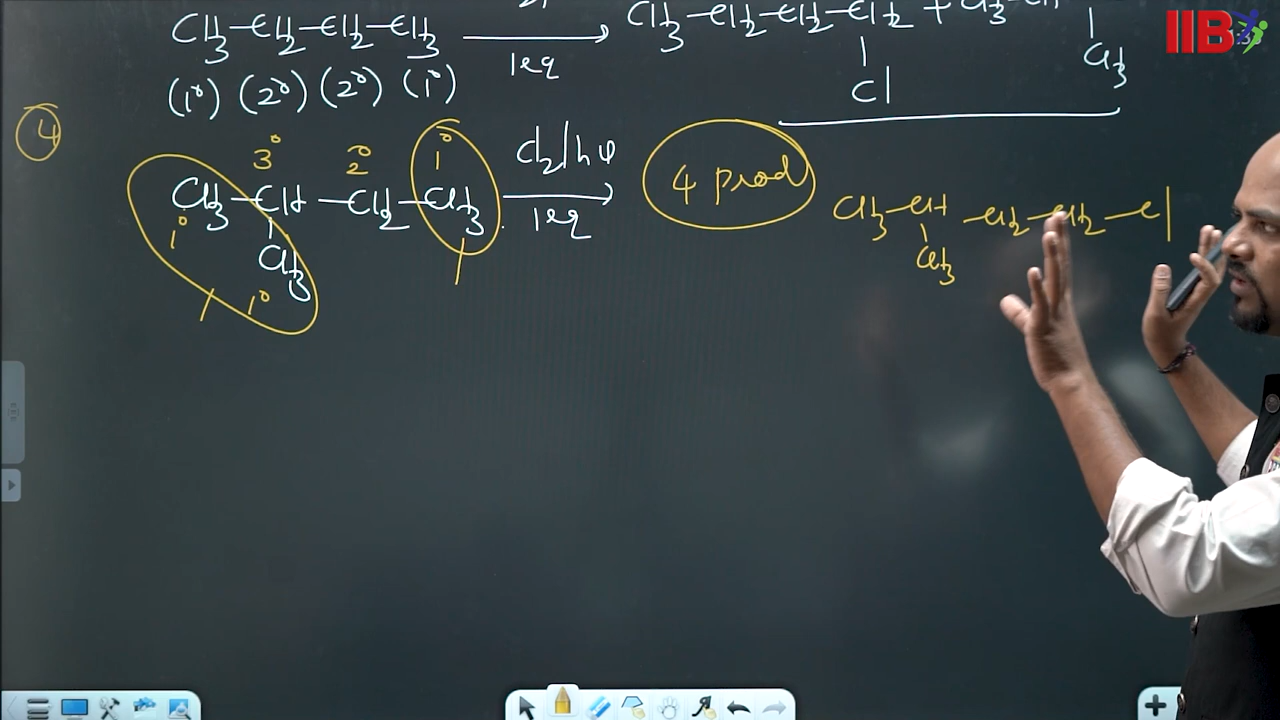 CH3-CH2-CH2-CH3 ⟶ CH3-CH2-CH2-CH2 +
1eq
Cl
CH3
(1°) (2°) (2°) (1°)
4
3° 2° 1°
CH3-CH-CH2-CH3 ⟶ 4 prod
Cl2/hν
1eq
CH3
1°
1°
CH3-CH-CH2-CH2-Cl
CH3
IIB